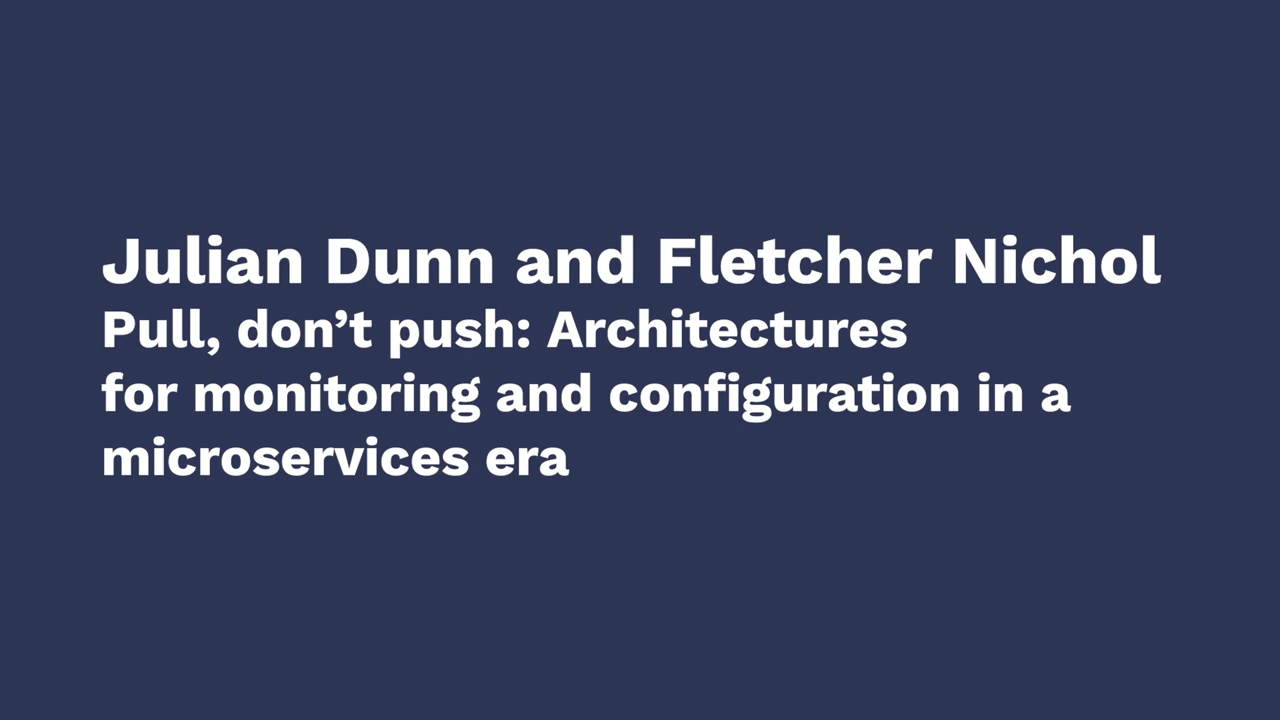 Julian Dunn and Fletcher Nichol
Pull, don’t push: Architectures
for monitoring and configuration in a
microservices era